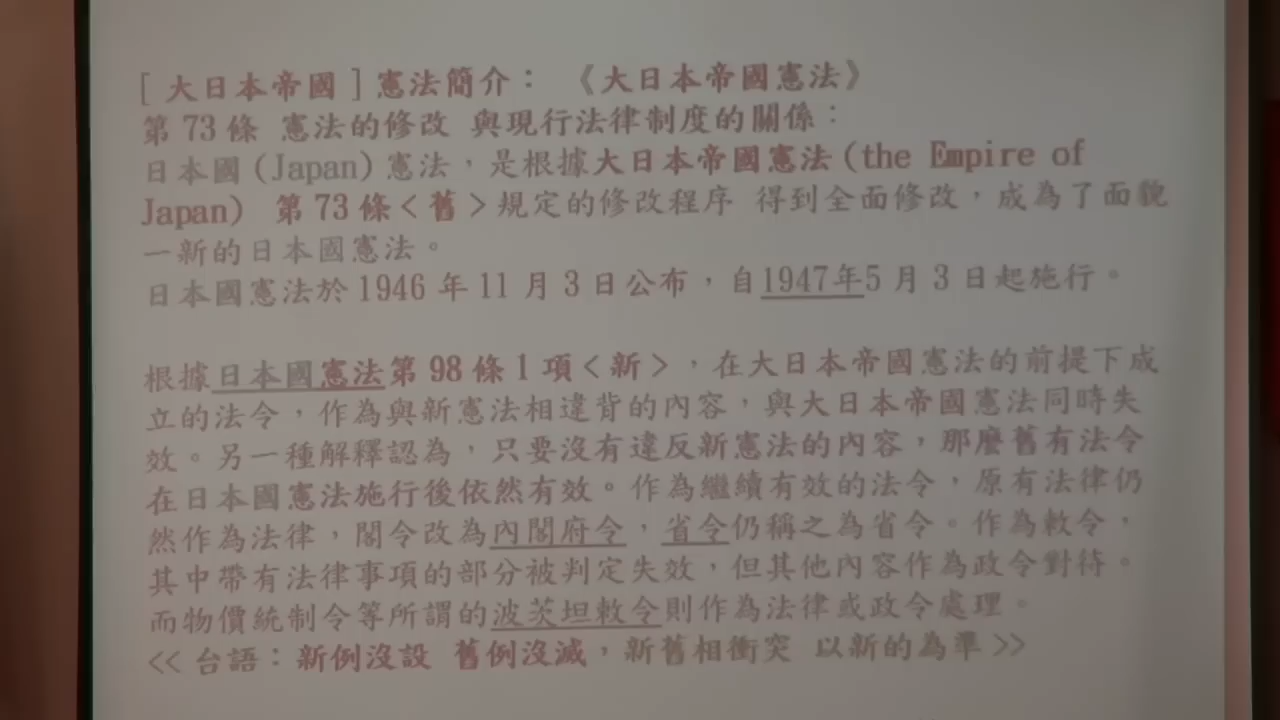 [ 大日本帝國 ] 憲法簡介： 《大日本帝國憲法》
第 73 條 憲法的修改 與現行法律制度的關係：
日本國 (Japan) 憲法，是根據大日本帝國憲法 (the Empire of
Japan) 第 73 條 < 舊 > 規定的修改程序 得到全面修改，成為了面貌
一新的日本國憲法。
日本國憲法於 1946 年 11 月 3 日公布，自1947年5 月 3 日起施行。
根據日本國憲法第 98 條 1 項 < 新 > ，在大日本帝國憲法的前提下成
立的法令，作為與新憲法相違背的內容，與大日本帝國憲法同時失
效。另一種解釋認為，只要沒有違反新憲法的內容，那麼舊有法令
在日本國憲法施行後依然有效。作為繼續有效的法令，原有法律仍
然作為法律，閣令改為內閣府令，省令仍稱之為省令。作為敕令，
其中帶有法律事項的部分被判定失效，但其他內容作為政令對待。
而物價統制令等所謂的波茨坦敕令則作為法律或政令處理。
<< 台語：新例沒設 舊例沒滅，新舊相衝突 以新的為準 >>